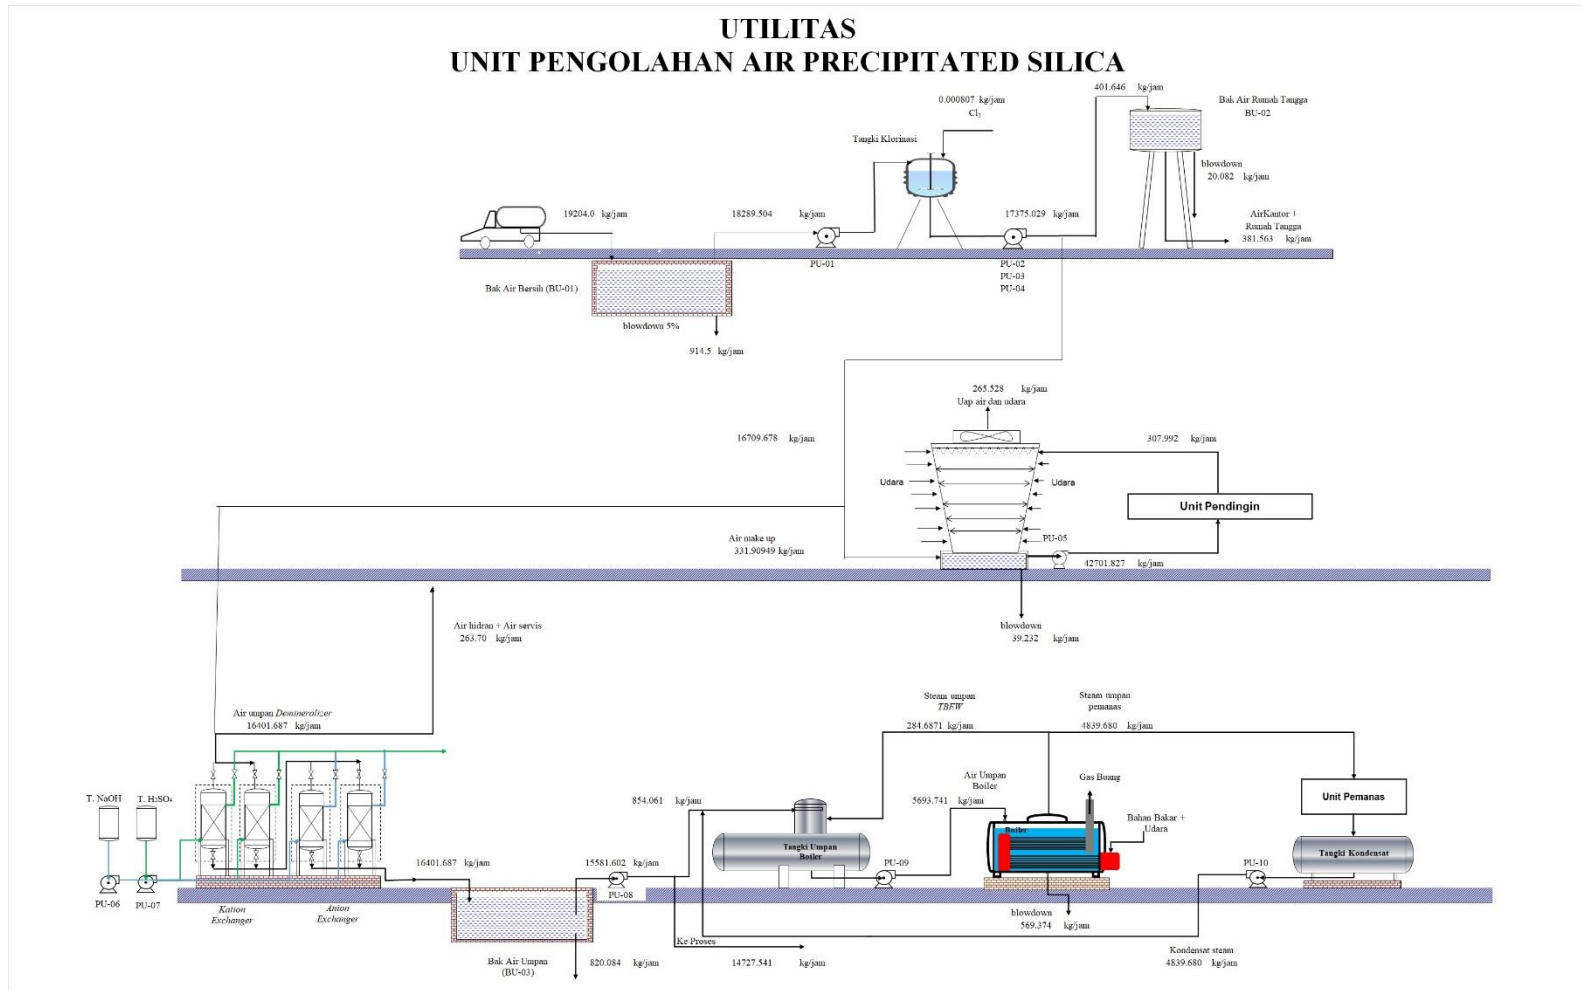 UTILITAS
UNIT PENGOLAHAN AIR PRECIPITATED SILICA
401.646 kg/jam
0.000807 kg/jam
Cl₂
Bak Air Rumah Tangga
BU-02
Tangki Klorinasi
blowdown
20.082 kg/jam
19204.0 kg/jam
18289.504 kg/jam
17375.029 kg/jam
AirKantor +
Rumah Tangga
381.563 kg/jam
PU-01
PU-02
PU-03
PU-04
Bak Air Bersih (BU-01)
blowdown 5%
914.5 kg/jam
265.528 kg/jam
Uap air dan udara
16709.678 kg/jam
307.992 kg/jam
Udara
Udara
Unit Pendingin
Air make up
331.90949 kg/jam
PU-05
42701.827 kg/jam
blowdown
39.232 kg/jam
Air hidran + Air servis
263.70 kg/jam
Air umpan Demineralizer
16401.687 kg/jam
Steam umpan
TBFW
284.6871 kg/jam
Steam umpan
pemanas
4839.680 kg/jam
T. NaOH
T. H₂SO₄
854.061 kg/jam
Air Umpan
Boiler
5693.741 kg/jam
Gas Buang
Unit Pemanas
Bahan Bakar +
Udara
Boiler
Tangki Umpan
Boiler
Tangki Kondensat
16401.687 kg/jam
15581.602 kg/jam
PU-09
PU-10
PU-06
PU-07
PU-08
Kation
Exchanger
Anion
Exchanger
blowdown
569.374 kg/jam
Ke Proses
14727.541 kg/jam
Kondensat steam
4839.680 kg/jam
Bak Air Umpan
(BU-03)
820.084 kg/jam